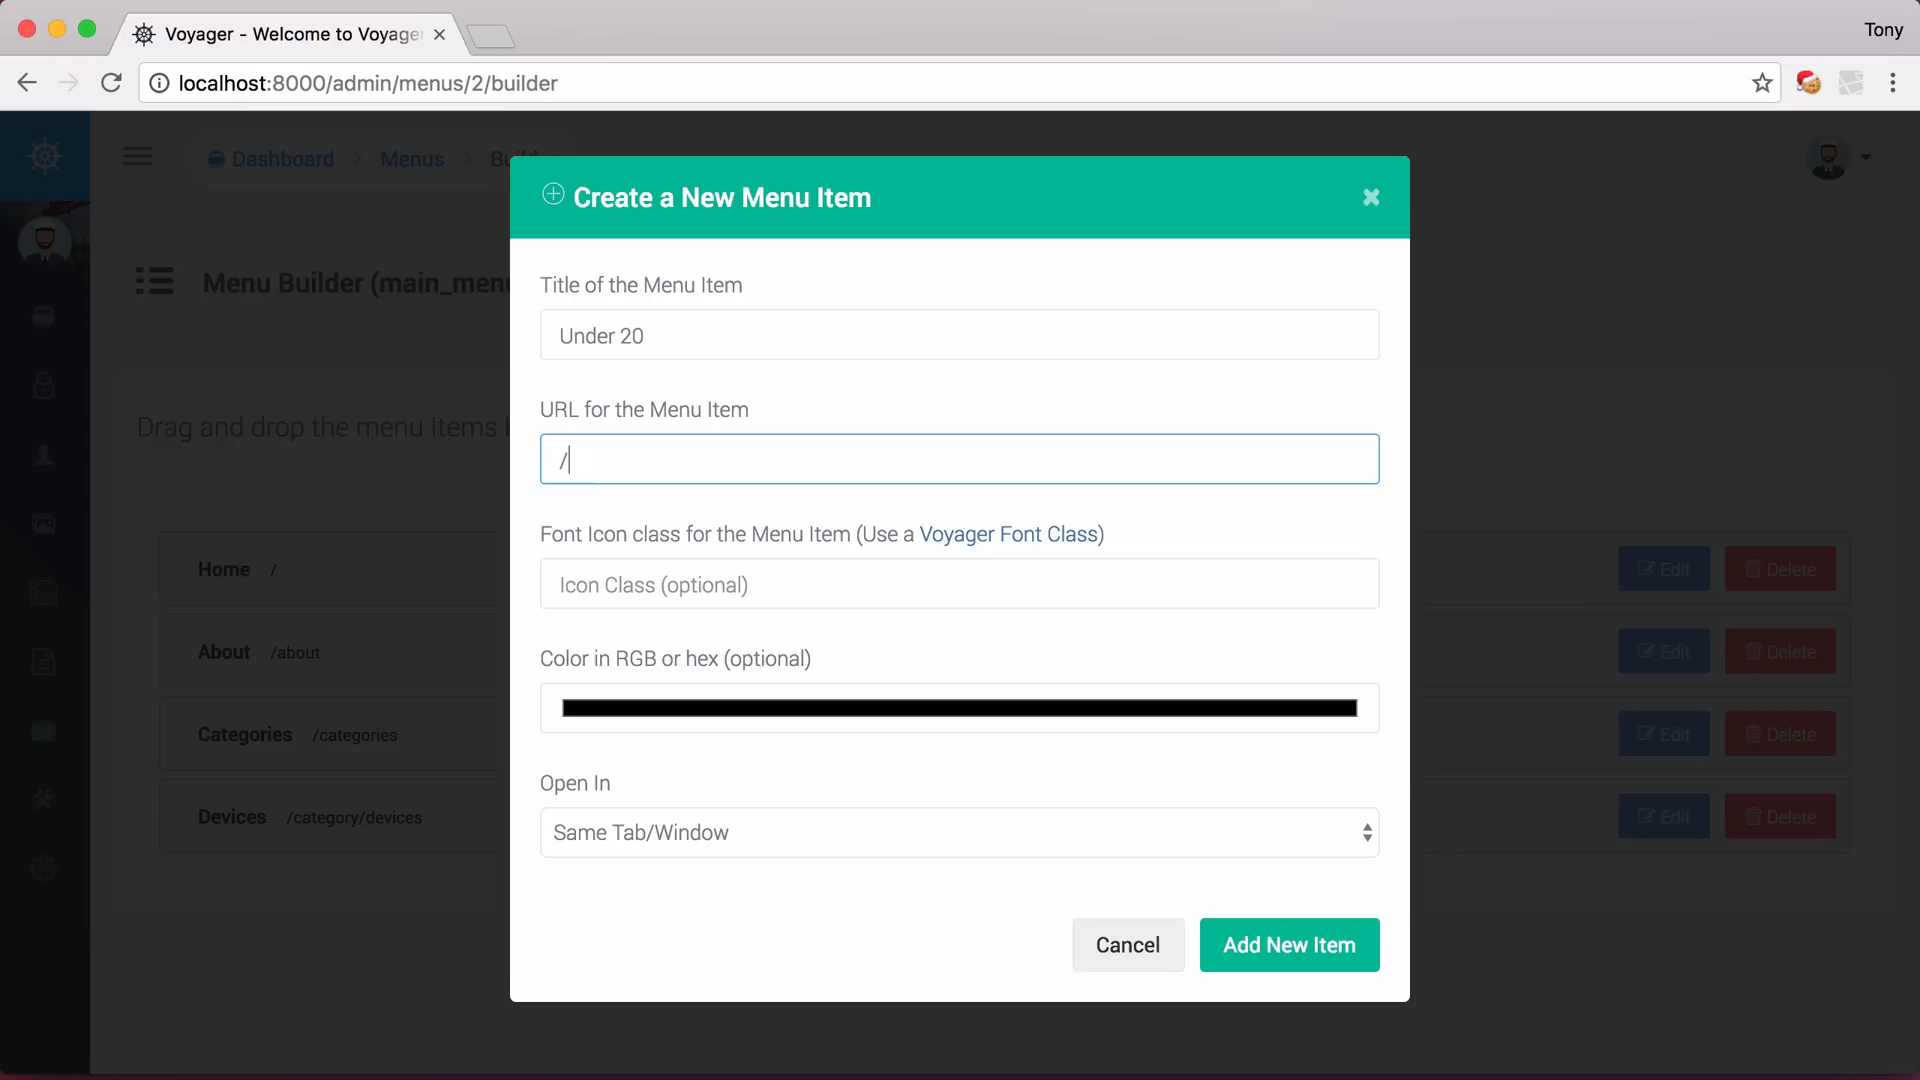 Voyager - Welcome to Voyager
Tony
localhost:8000/admin/menus/2/builder
Dashboard > Menus > Build
Create a New Menu Item
Menu Builder (main_menu
Title of the Menu Item
Under 20
URL for the Menu Item
/
Drag and drop the menu Items
Font Icon class for the Menu Item (Use a Voyager Font Class)
Icon Class (optional)
Home /
Edit
Delete
About /about
Edit
Delete
Color in RGB or hex (optional)
Categories /categories
Edit
Delete
Open In
Same Tab/Window
Devices /category/devices
Edit
Delete
Cancel
Add New Item